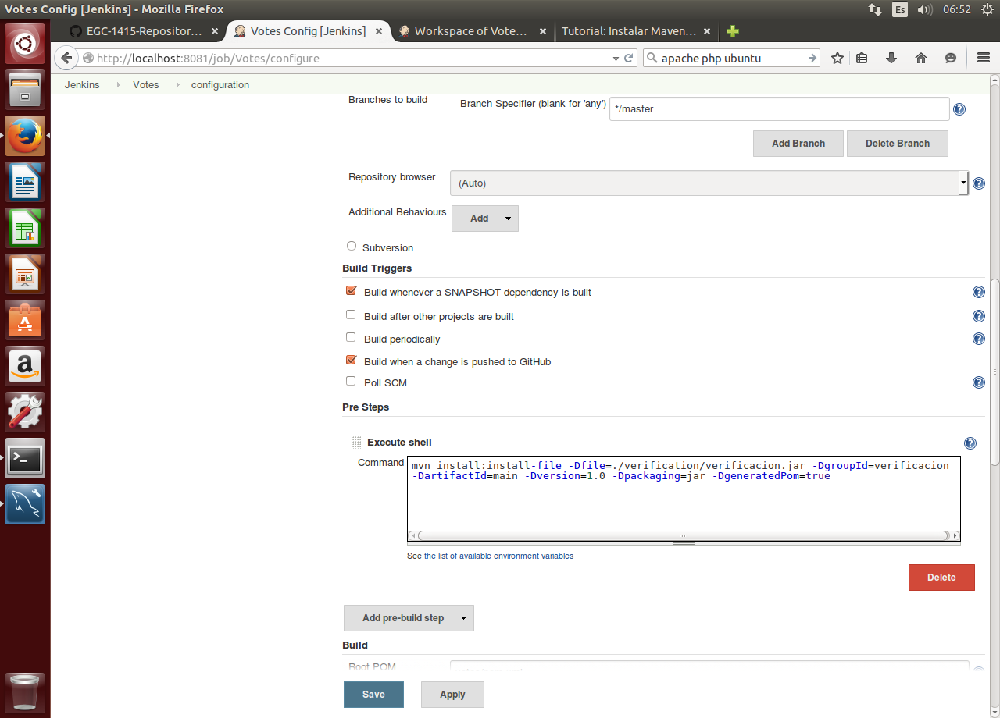 Votes Config [Jenkins] - Mozilla Firefox
Es
06:52
EGC-1415-Repositor...
Votes Config [Jenkins]
Workspace of Vote...
Tutorial: Instalar Maven...
http://localhost:8081/job/Votes/configure
apache php ubuntu
Jenkins
Votes
configuration
Branches to build
Branch Specifier (blank for 'any')
*/master
Add Branch
Delete Branch
Repository browser
(Auto)
Additional Behaviours
Add
Subversion
Build Triggers
Build whenever a SNAPSHOT dependency is built
Build after other projects are built
Build periodically
Build when a change is pushed to GitHub
Poll SCM
Pre Steps
Execute shell
Command
mvn install:install-file -Dfile=./verification/verificacion.jar -DgroupId=verificacion
-DartifactId=main -Dversion=1.0 -Dpackaging=jar -DgeneratedPom=true
See the list of available environment variables
Delete
Add pre-build step
Build
Root POM
Save
Apply